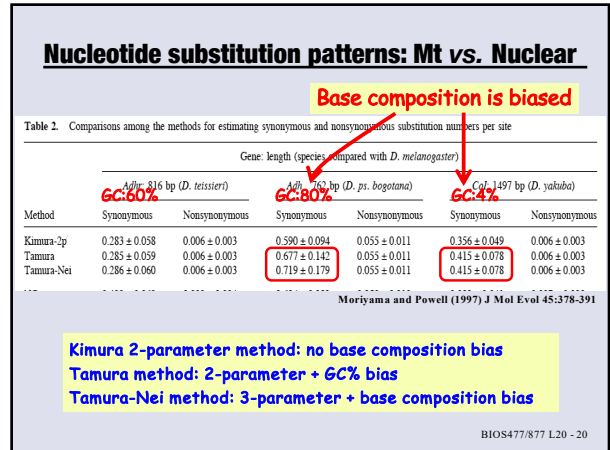 Nucleotide substitution patterns: Mt vs. Nuclear
Base composition is biased
Table 2. Comparisons among the methods for estimating synonymous and nonsynonymous substitution numbers per site
Gene: length (species compared with D. melanogaster)
Adhr: 816 bp (D. teissieri) Adh 762 bp (D. ps. bogotana) CoI: 1497 bp (D. yakuba)
GC:60% GC:80% GC:4%
Method Synonymous Nonsynonymous Synonymous Nonsynonymous Synonymous Nonsynonymous
Kimura-2p 0.283 ± 0.058 0.006 ± 0.003 0.590 ± 0.094 0.055 ± 0.011 0.356 ± 0.049 0.006 ± 0.003
Tamura 0.285 ± 0.059 0.006 ± 0.003 0.677 ± 0.142 0.055 ± 0.011 0.415 ± 0.078 0.006 ± 0.003
Tamura-Nei 0.286 ± 0.060 0.006 ± 0.003 0.719 ± 0.179 0.055 ± 0.011 0.415 ± 0.078 0.006 ± 0.003
Moriyama and Powell (1997) J Mol Evol 45:378-391
Kimura 2-parameter method: no base composition bias
Tamura method: 2-parameter + GC% bias
Tamura-Nei method: 3-parameter + base composition bias
BIOS477/877 L20 - 20